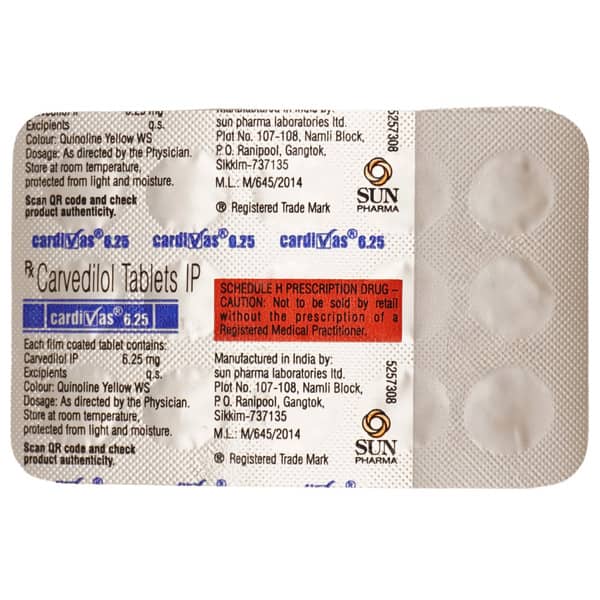 Excipients q.s.
Colour: Quinoline Yellow WS
Dosage: As directed by the Physician.
Store at room temperature,
protected from light and moisture.
Scan QR code and check
product authenticity.
Manufactured in India by:
sun pharma laboratories ltd.
Plot No. 107-108, Namli Block,
P. O. Ranipool, Gangtok,
Sikkim-737135
M.L.: M/645/2014
® Registered Trade Mark
SUN
PHARMA
5257308
cardivas® 6.25 cardivas® 6.25 cardivas® 6.25
Rx Carvedilol Tablets IP
cardivas® 6.25
SCHEDULE H PRESCRIPTION DRUG –
CAUTION: Not to be sold by retail
without the prescription of a
Registered Medical Practitioner.
Each film coated tablet contains:
Carvedilol IP 6.25 mg
Excipients q.s.
Colour: Quinoline Yellow WS
Dosage: As directed by the Physician.
Store at room temperature,
protected from light and moisture.
Scan QR code and check
product authenticity.
Manufactured in India by:
sun pharma laboratories ltd.
Plot No. 107-108, Namli Block,
P. O. Ranipool, Gangtok,
Sikkim-737135
M.L.: M/645/2014
® Registered Trade Mark
SUN
PHARMA
5257308